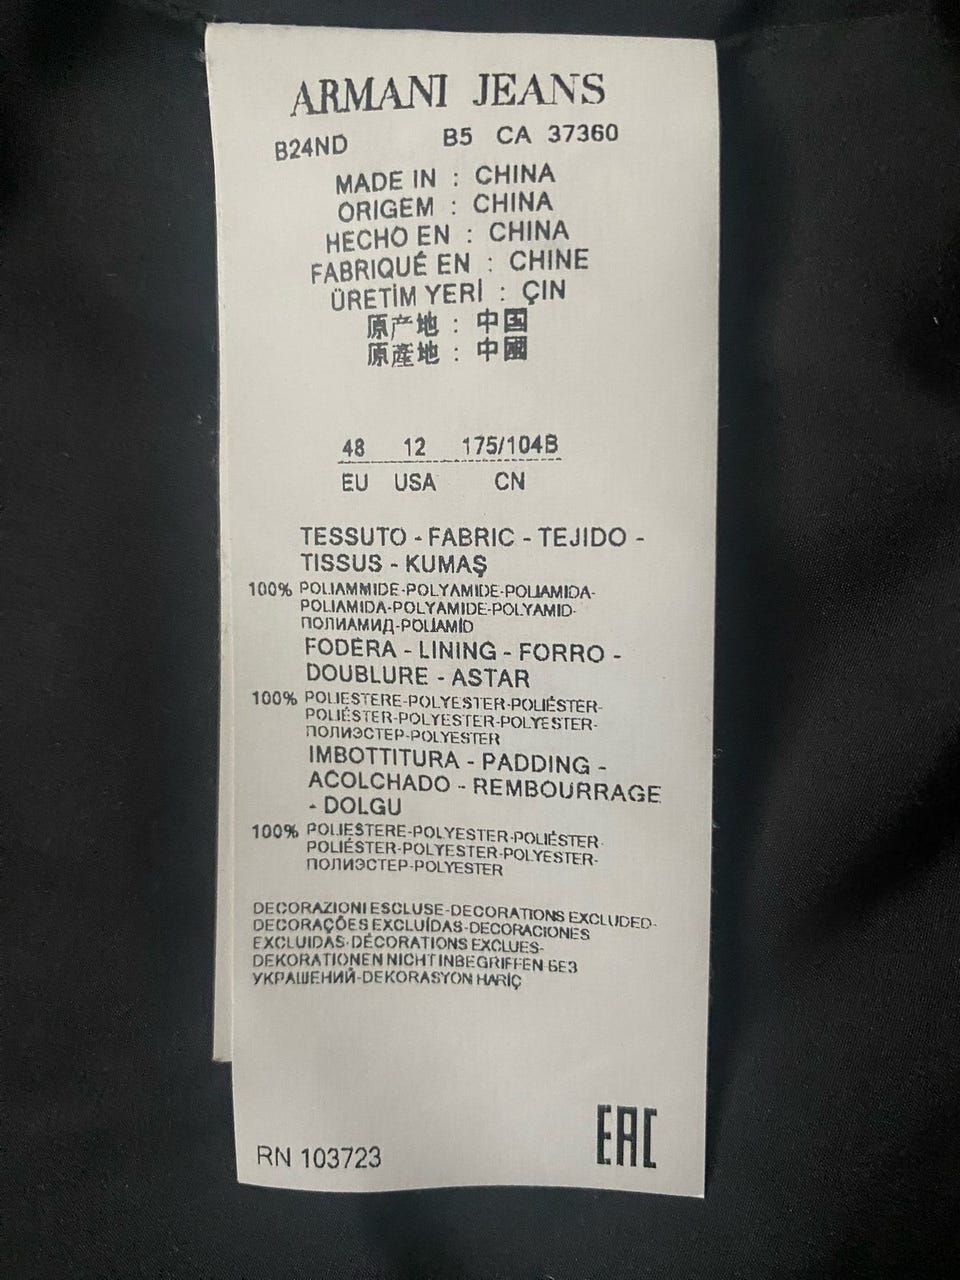 ARMANI JEANS
B24ND B5 CA 37360
MADE IN : CHINA
ORIGEM : CHINA
HECHO EN : CHINA
FABRIQUÉ EN : CHINE
ÜRETİM YERİ : ÇIN
原产地 : 中国
原產地 : 中國
48 12 175/104B
EU USA CN
TESSUTO - FABRIC - TEJIDO -
TISSUS - KUMAŞ
100% POLIAMMIDE-POLYAMIDE-POLIAMIDA-
POLIAMIDA-POLYAMIDE-POLYAMID-
ПОЛИАМИД-POLİAMİD
FODERA - LINING - FORRO -
DOUBLURE - ASTAR
100% POLIESTERE-POLYESTER-POLIÉSTER-
POLIÉSTER-POLYESTER-POLYESTER-
ПОЛИЭСТЕР-POLYESTER
IMBOTTITURA - PADDING -
ACOLCHADO - REMBOURRAGE
- DOLGU
100% POLIESTERE-POLYESTER-POLIÉSTER-
POLIÉSTER-POLYESTER-POLYESTER-
ПОЛИЭСТЕР-POLYESTER
DECORAZIONI ESCLUSE-DECORATIONS EXCLUDED-
DECORAÇÕES EXCLUÍDAS-DECORACIONES
EXCLUIDAS-DÉCORATIONS EXCLUES-
DEKORATIONEN NICHT INBEGRIFFEN-БЕЗ
УКРАШЕНИЙ-DEKORASYON HARİÇ
RN 103723 EAC